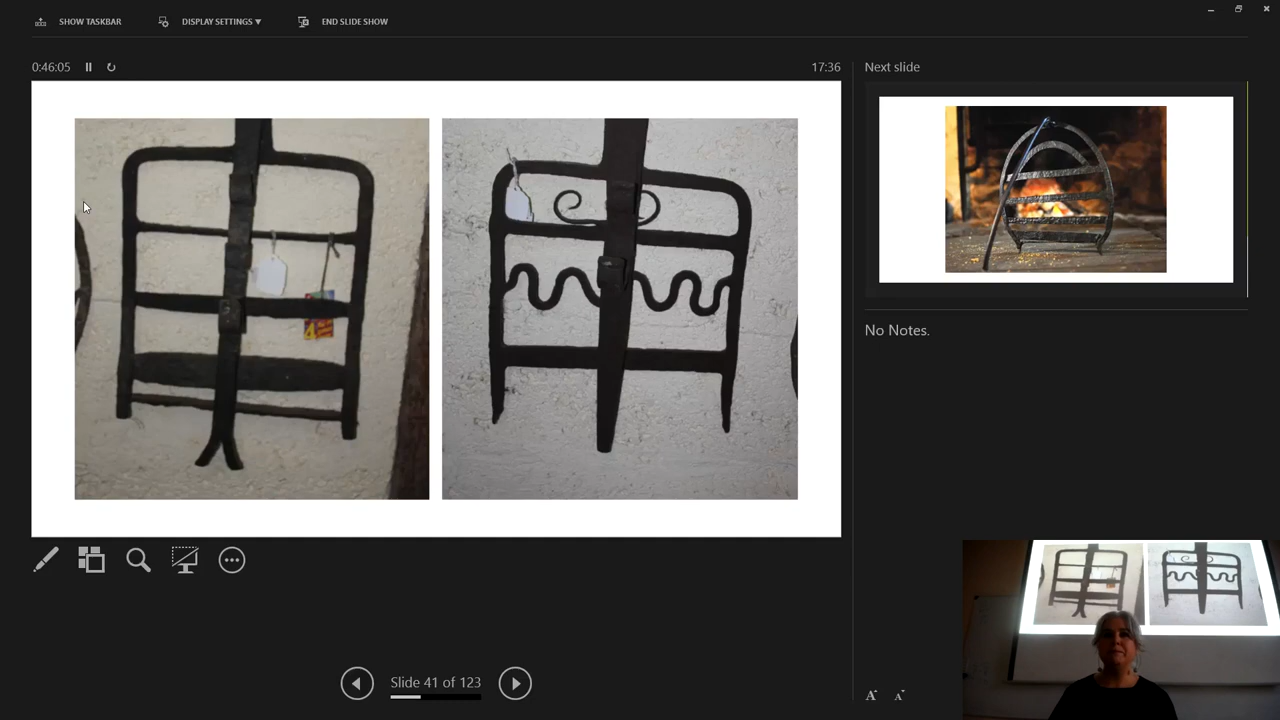 SHOW TASKBAR
DISPLAY SETTINGS ▼
END SLIDE SHOW
0:46:05
17:36
Next slide
4
No Notes.
Slide 41 of 123
A
A